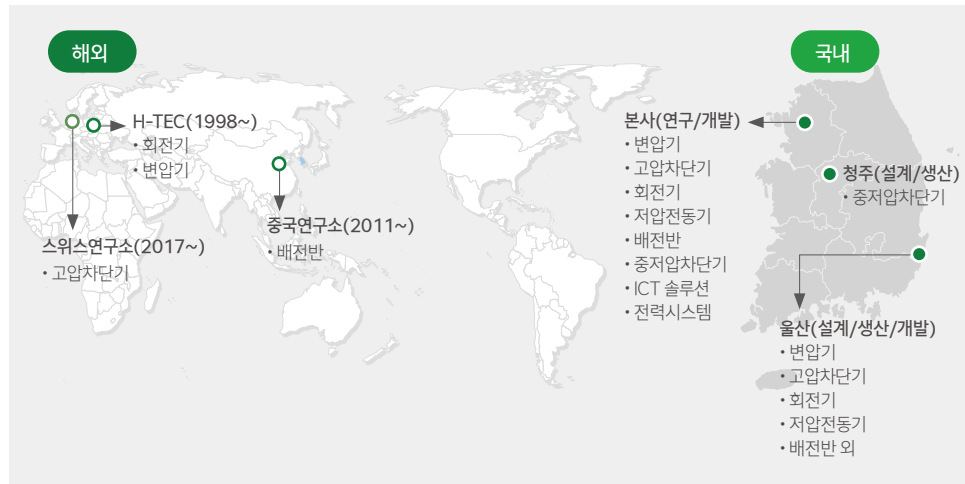 해외
H-TEC(1998~)
• 회전기
• 변압기
스위스연구소(2017~)
• 고압차단기
중국연구소(2011~)
• 배전반
국내
본사(연구/개발)
• 변압기
• 고압차단기
• 회전기
• 저압전동기
• 배전반
• 중저압차단기
• ICT 솔루션
• 전력시스템
청주(설계/생산)
• 중저압차단기
울산(설계/생산/개발)
• 변압기
• 고압차단기
• 회전기
• 저압전동기
• 배전반 외